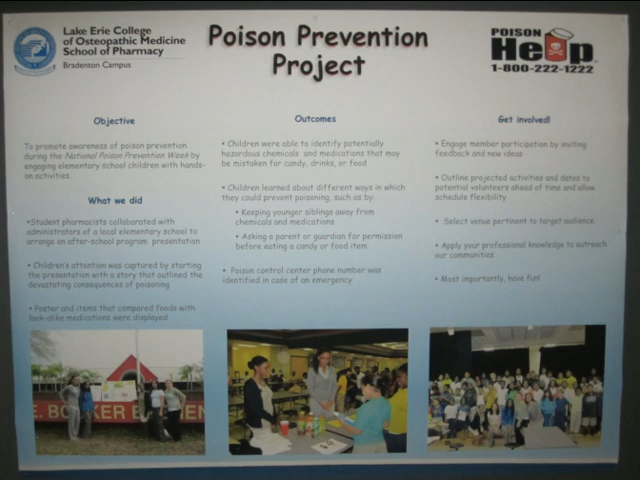 Lake Erie College
of Osteopathic Medicine
School of Pharmacy
Bradenton Campus
Poison Prevention
Project
POISON
Help
1-800-222-1222
Objective
To promote awareness of poison prevention
during the National Poison Prevention Week by
engaging elementary school children with hands-
on activities.
What we did
•Student pharmacists collaborated with
administrators of a local elementary school to
arrange an after-school program presentation
• Children's attention was captured by starting
the presentation with a story that outlined the
devastating consequences of poisoning
• Poster and items that compared foods with
look-alike medications were displayed
Outcomes
• Children were able to identify potentially
hazardous chemicals and medications that may
be mistaken for candy, drinks, or food
• Children learned about different ways in which
they could prevent poisoning, such as by:
• Keeping younger siblings away from
chemicals and medications
• Asking a parent or guardian for permission
before eating a candy or food item
• Poison control center phone number was
identified in case of an emergency
Get involved!
• Engage member participation by inviting
feedback and new ideas
• Outline projected activities and dates to
potential volunteers ahead of time and allow
schedule flexibility
• Select venue pertinent to target audience
• Apply your professional knowledge to outreach
our communities
• Most importantly, have fun!